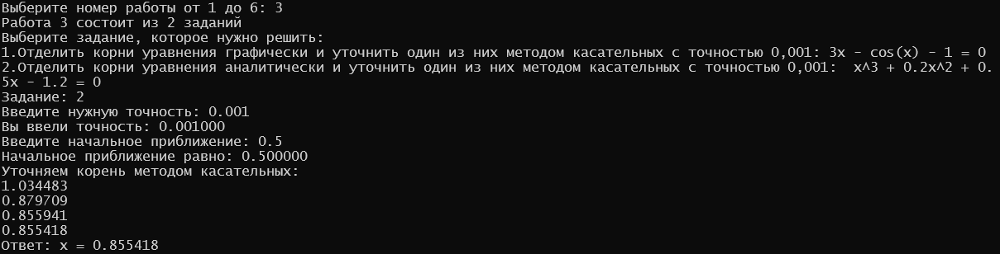 Выберите номер работы от 1 до 6: 3
Работа 3 состоит из 2 заданий
Выберите задание, которое нужно решить:
1.Отделить корни уравнения графически и уточнить один из них методом касательных с точностью 0,001: 3x - cos(x) - 1 = 0
2.Отделить корни уравнения аналитически и уточнить один из них методом касательных с точностью 0,001:  x^3 + 0.2x^2 + 0.
5x - 1.2 = 0
Задание: 2
Введите нужную точность: 0.001
Вы ввели точность: 0.001000
Введите начальное приближение: 0.5
Начальное приближение равно: 0.500000
Уточняем корень методом касательных:
1.034483
0.879709
0.855941
0.855418
Ответ: x = 0.855418